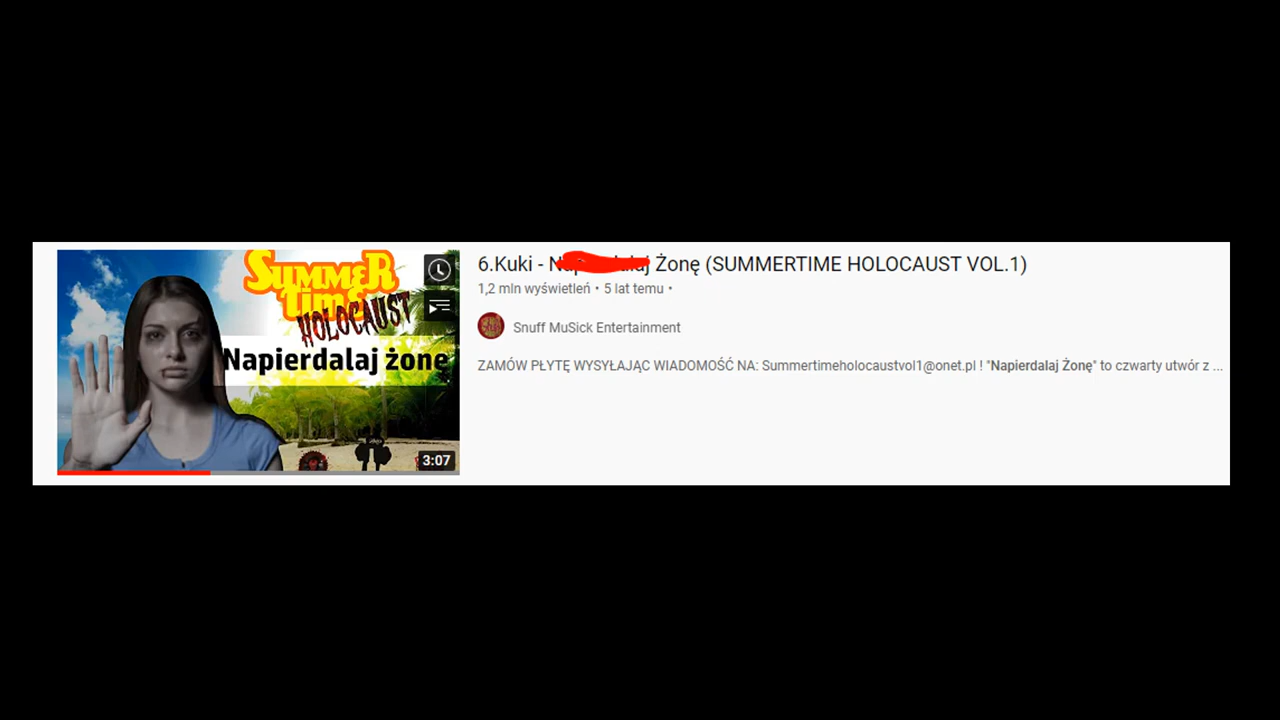 SUMMER
time
HOLOCAUST
Napierdalaj żonę
3:07
6.Kuki - Żonę (SUMMERTIME HOLOCAUST VOL.1)
1,2 mln wyświetleń • 5 lat temu •
Snuff MuSick Entertainment
ZAMÓW PŁYTĘ WYSYŁAJĄC WIADOMOŚĆ NA: Summertimeholocaustvol1@onet.pl ! "Napierdalaj Żonę" to czwarty utwór z ...